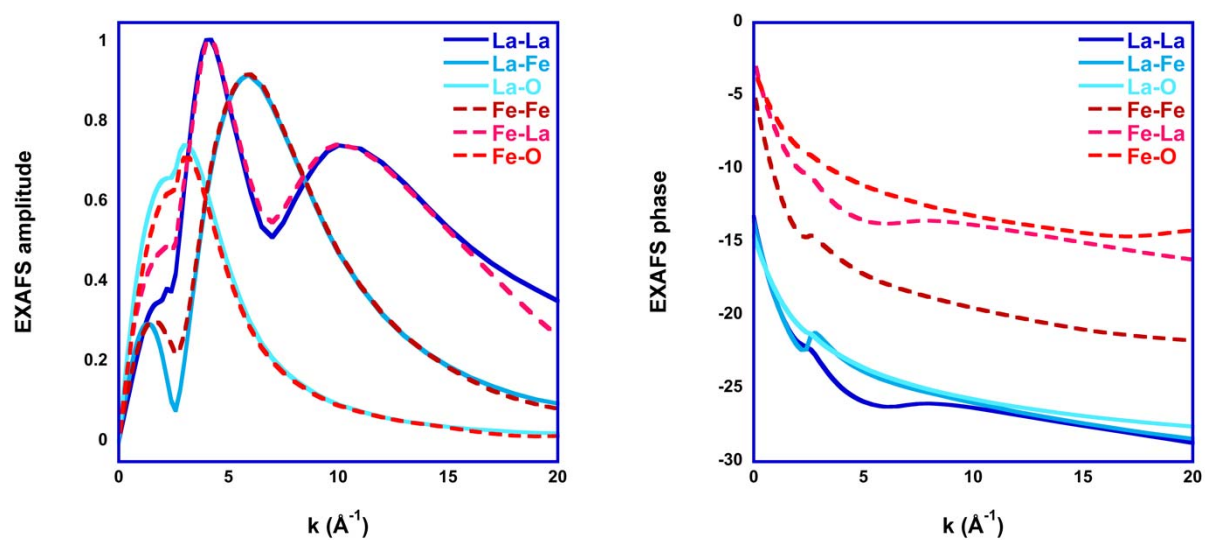 EXAFS amplitude
1
0.8
0.6
0.4
0.2
0
La-La
La-Fe
La-O
Fe-Fe
Fe-La
Fe-O
0 5 10 15 20
k (Å⁻¹)
EXAFS phase
0
-5
-10
-15
-20
-25
-30
La-La
La-Fe
La-O
Fe-Fe
Fe-La
Fe-O
0 5 10 15 20
k (Å⁻¹)